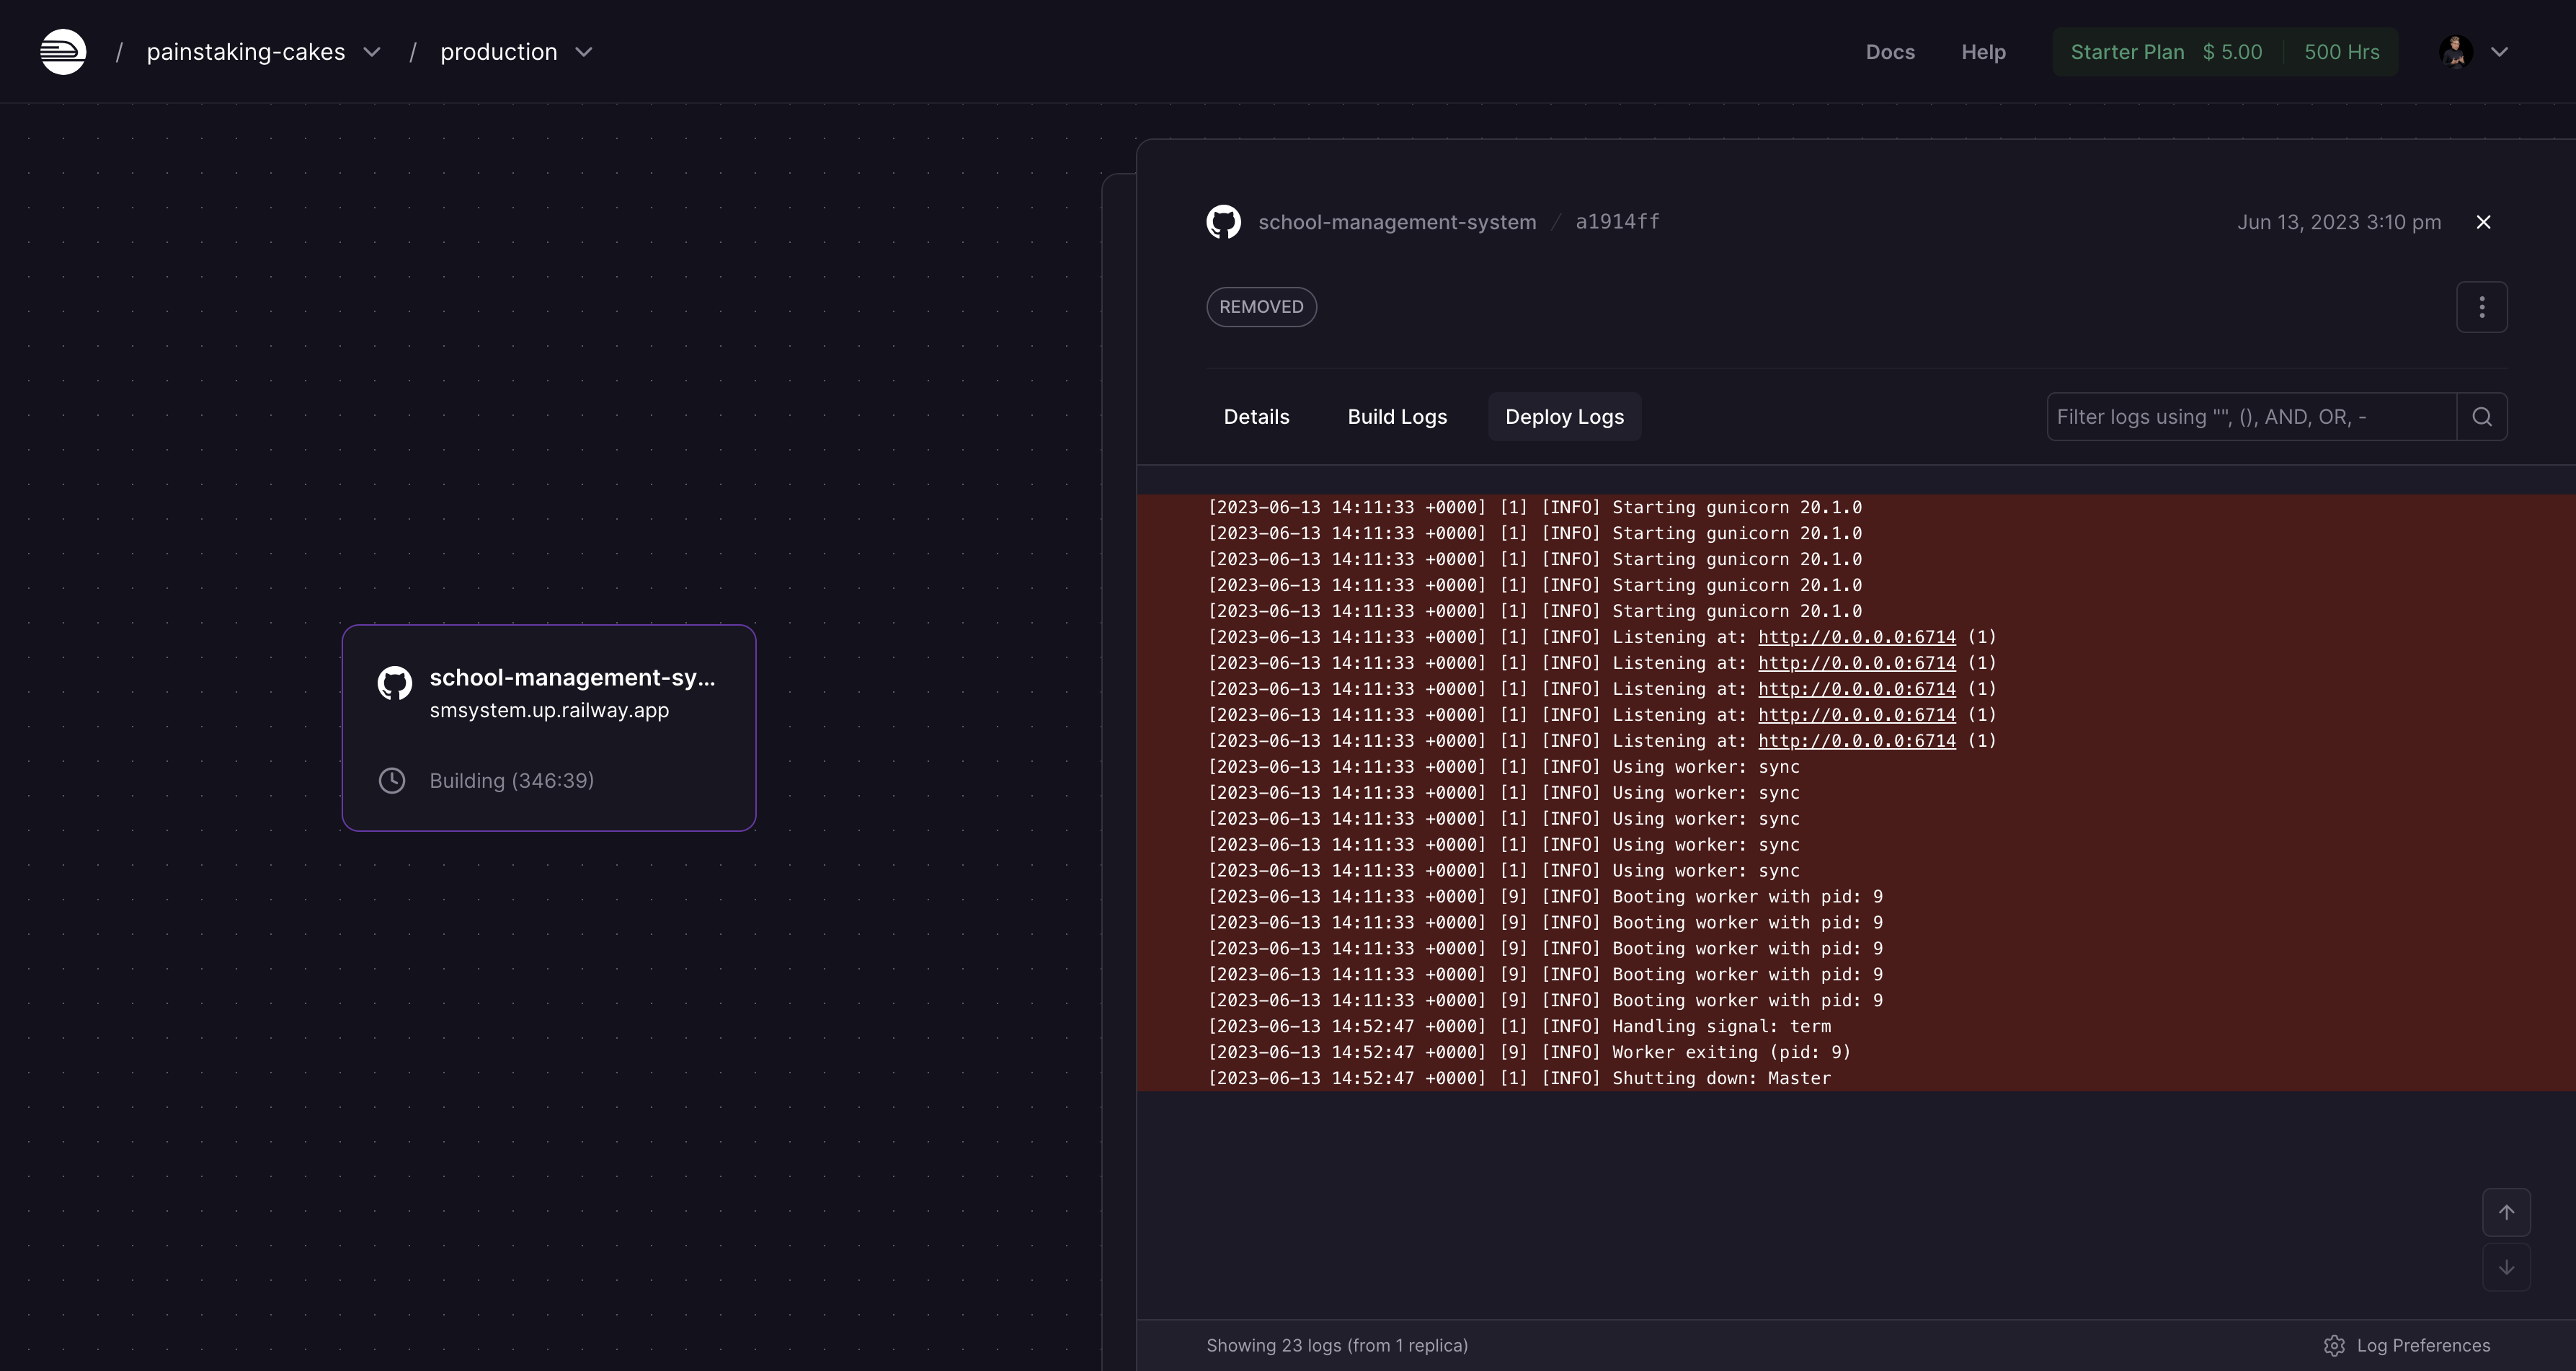 / painstaking-cakes / production
Docs Help Starter Plan $ 5.00 500 Hrs
school-management-system / a1914ff Jun 13, 2023 3:10 pm
REMOVED
Details Build Logs Deploy Logs Filter logs using "", (), AND, OR, -
[2023-06-13 14:11:33 +0000] [1] [INFO] Starting gunicorn 20.1.0
[2023-06-13 14:11:33 +0000] [1] [INFO] Starting gunicorn 20.1.0
[2023-06-13 14:11:33 +0000] [1] [INFO] Starting gunicorn 20.1.0
[2023-06-13 14:11:33 +0000] [1] [INFO] Starting gunicorn 20.1.0
[2023-06-13 14:11:33 +0000] [1] [INFO] Starting gunicorn 20.1.0
[2023-06-13 14:11:33 +0000] [1] [INFO] Listening at: http://0.0.0.0:6714 (1)
[2023-06-13 14:11:33 +0000] [1] [INFO] Listening at: http://0.0.0.0:6714 (1)
[2023-06-13 14:11:33 +0000] [1] [INFO] Listening at: http://0.0.0.0:6714 (1)
[2023-06-13 14:11:33 +0000] [1] [INFO] Listening at: http://0.0.0.0:6714 (1)
[2023-06-13 14:11:33 +0000] [1] [INFO] Listening at: http://0.0.0.0:6714 (1)
[2023-06-13 14:11:33 +0000] [1] [INFO] Using worker: sync
[2023-06-13 14:11:33 +0000] [1] [INFO] Using worker: sync
[2023-06-13 14:11:33 +0000] [1] [INFO] Using worker: sync
[2023-06-13 14:11:33 +0000] [1] [INFO] Using worker: sync
[2023-06-13 14:11:33 +0000] [1] [INFO] Using worker: sync
[2023-06-13 14:11:33 +0000] [9] [INFO] Booting worker with pid: 9
[2023-06-13 14:11:33 +0000] [9] [INFO] Booting worker with pid: 9
[2023-06-13 14:11:33 +0000] [9] [INFO] Booting worker with pid: 9
[2023-06-13 14:11:33 +0000] [9] [INFO] Booting worker with pid: 9
[2023-06-13 14:11:33 +0000] [9] [INFO] Booting worker with pid: 9
[2023-06-13 14:52:47 +0000] [1] [INFO] Handling signal: term
[2023-06-13 14:52:47 +0000] [9] [INFO] Worker exiting (pid: 9)
[2023-06-13 14:52:47 +0000] [1] [INFO] Shutting down: Master
school-management-sy...
smsystem.up.railway.app
Building (346:39)
Showing 23 logs (from 1 replica) Log Preferences